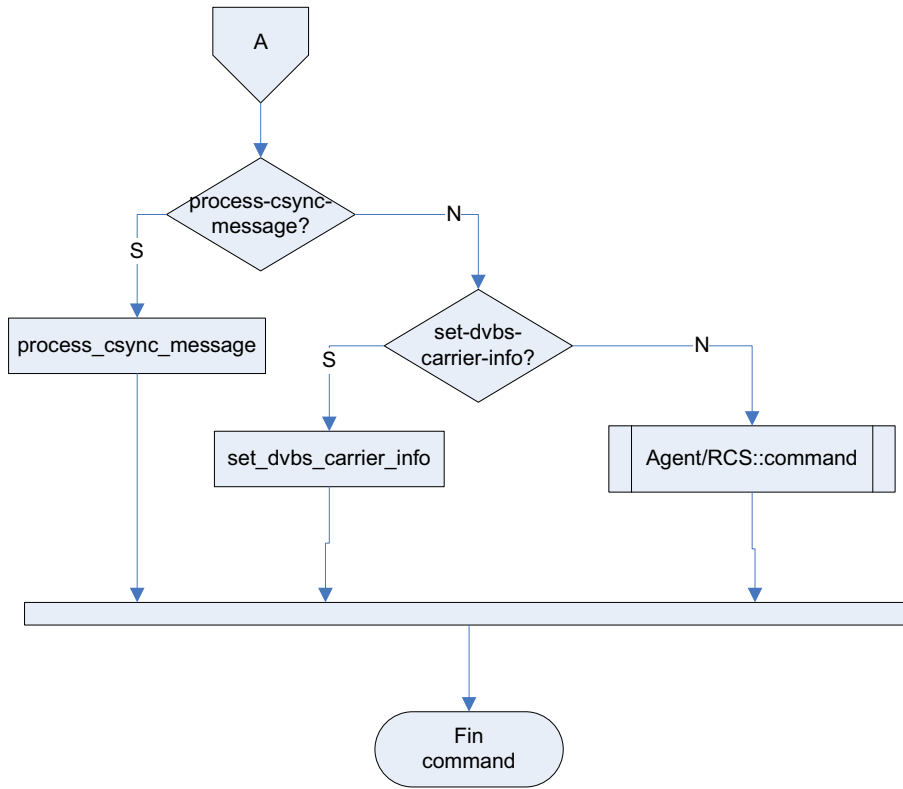 A
process-csync-
message?
N
S
process_csync_message
set-dvbs-
carrier-info?
S
N
set_dvbs_carrier_info
Agent/RCS::command
Fin
command